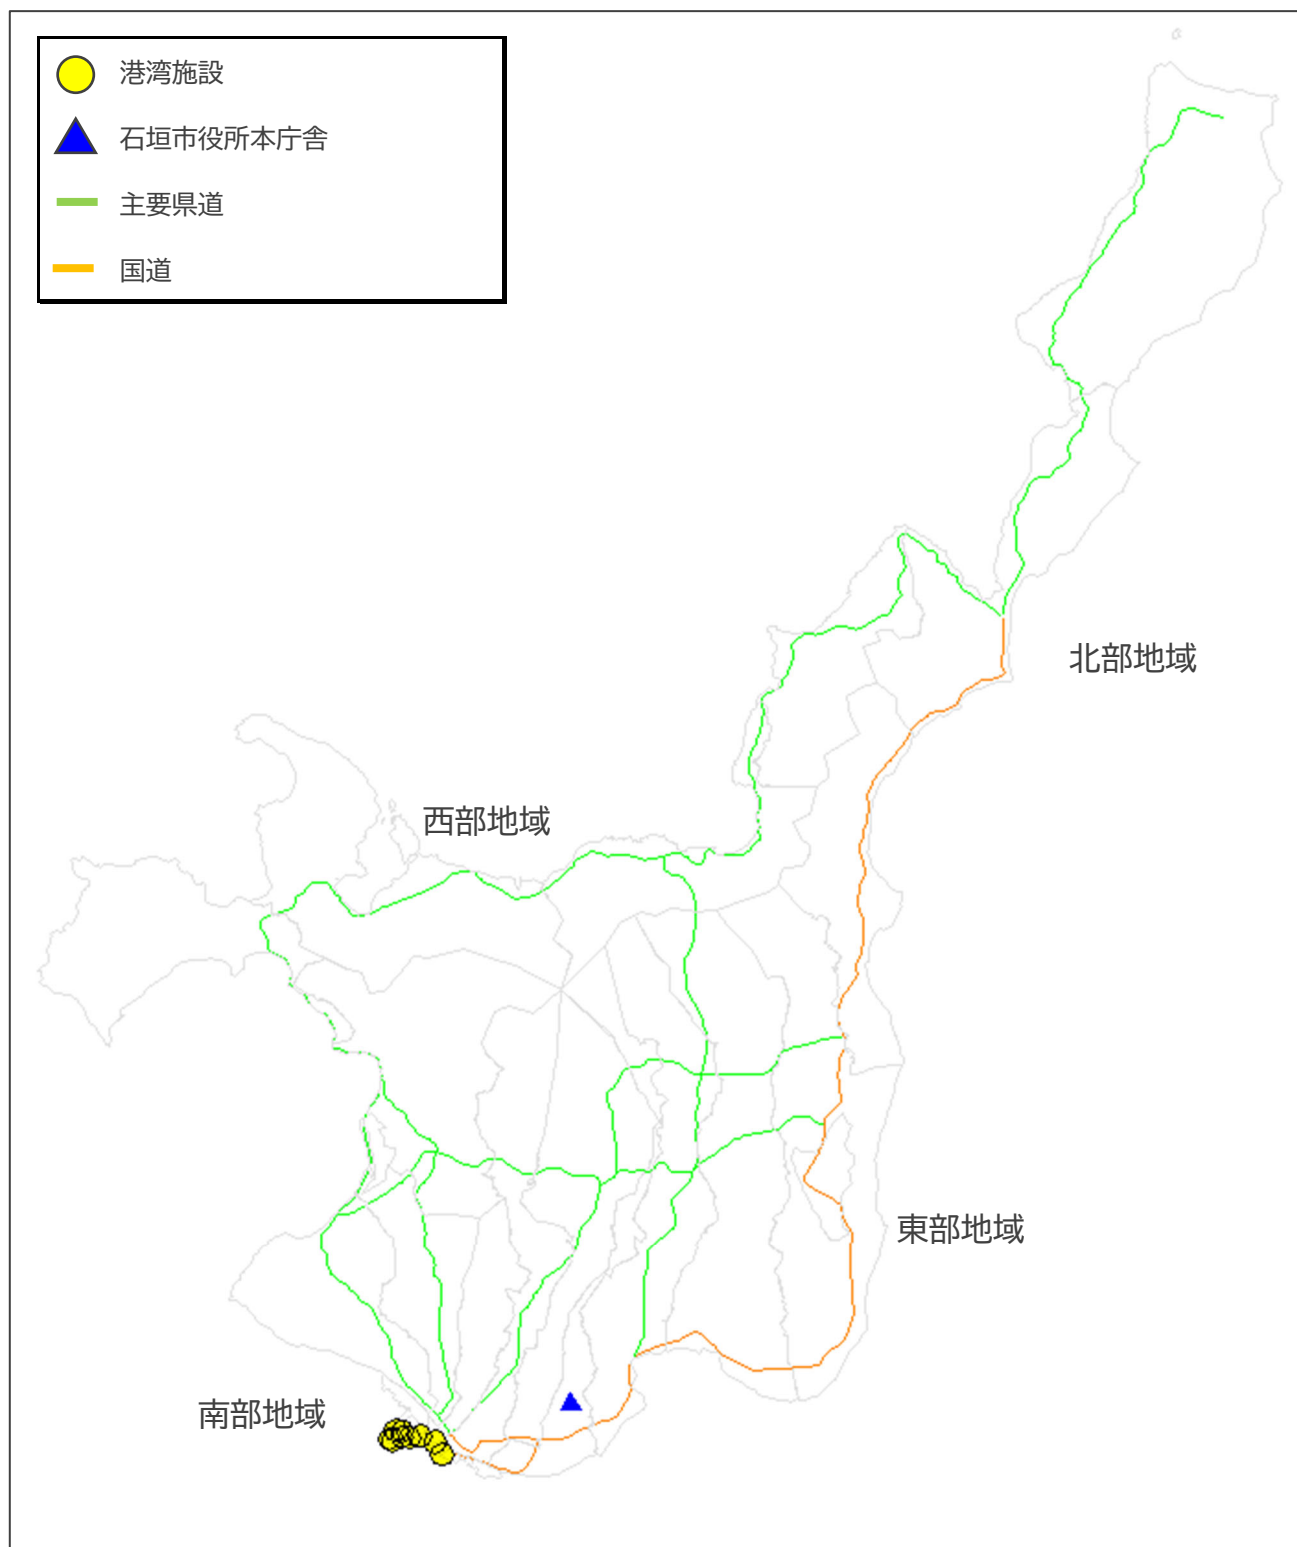 港湾施設
石垣市役所本庁舎
主要県道
国道
北部地域
西部地域
東部地域
南部地域